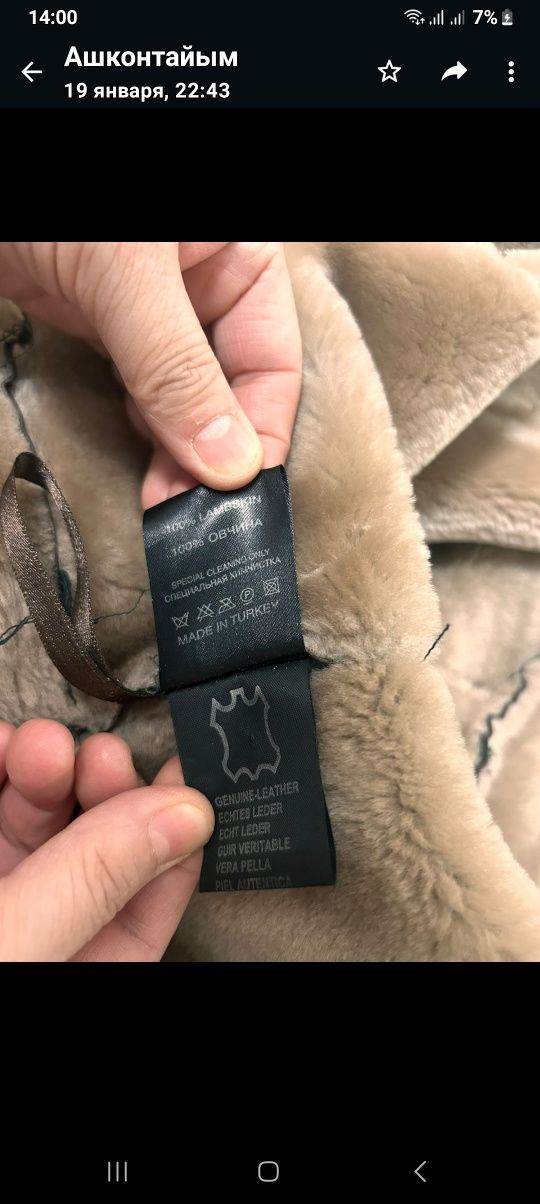 14:00
7%
Ашконтайым
19 января, 22:43
100% LAMBSKIN
100% ОВЧИНА
SPECIAL CLEANING ONLY
СПЕЦИАЛЬНАЯ ХИМЧИСТКА
P
MADE IN TURKEY
GENUINE-LEATHER
ECHTES LEDER
ECHT LEDER
CUIR VERITABLE
VERA PELLA
PIEL AUTENTICA